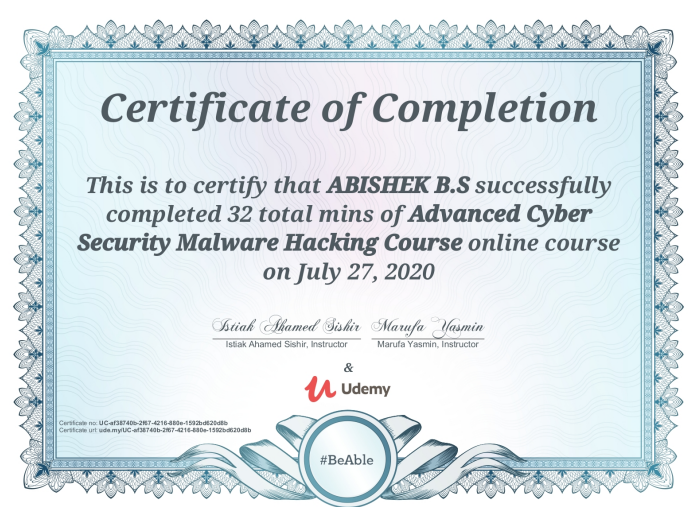 Certificate of Completion
This is to certify that ABISHEK B.S successfully
completed 32 total mins of Advanced Cyber
Security Malware Hacking Course online course
on July 27, 2020
Istiak Ahamed Sishir Marufa Yasmin
Istiak Ahamed Sishir, Instructor Marufa Yasmin, Instructor
&
Udemy
Certificate no: UC-af38740b-2f67-4216-880e-1592bd620d8b
Certificate url: ude.my/UC-af38740b-2f67-4216-880e-1592bd620d8b
#BeAble